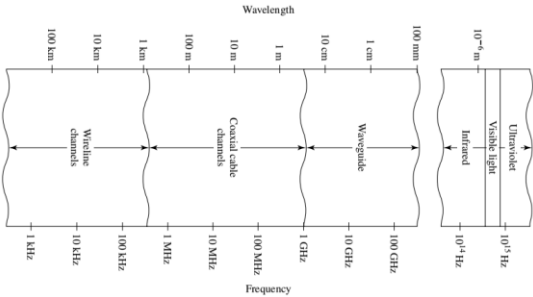 Wavelength
100 km
10 km
1 km
100 m
10 m
1 m
10 cm
1 cm
100 mm
10⁻⁶ m
Wireline
channels
Coaxial cable
channels
Waveguide
Infrared
Visible light
Ultraviolet
1 kHz
10 kHz
100 kHz
1 MHz
10 MHz
100 MHz
1 GHz
10 GHz
100 GHz
10¹⁴ Hz
10¹⁵ Hz
Frequency